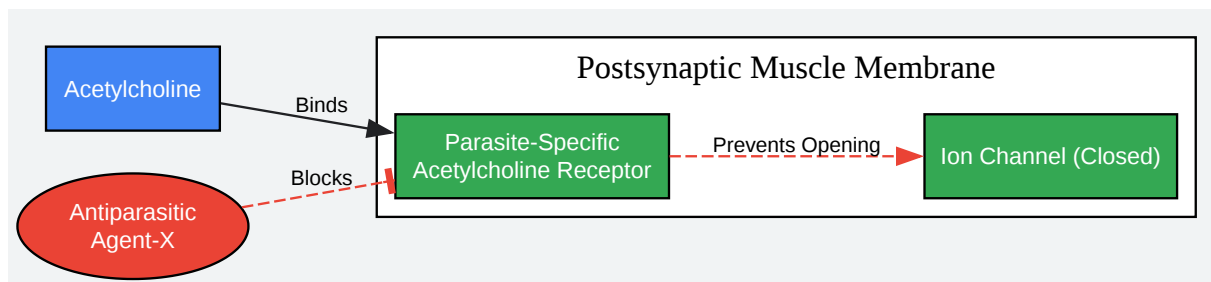 Postsynaptic Muscle Membrane
Acetylcholine
Binds
Parasite-Specific
Acetylcholine Receptor
Prevents Opening
Ion Channel (Closed)
Blocks
Antiparasitic
Agent-X